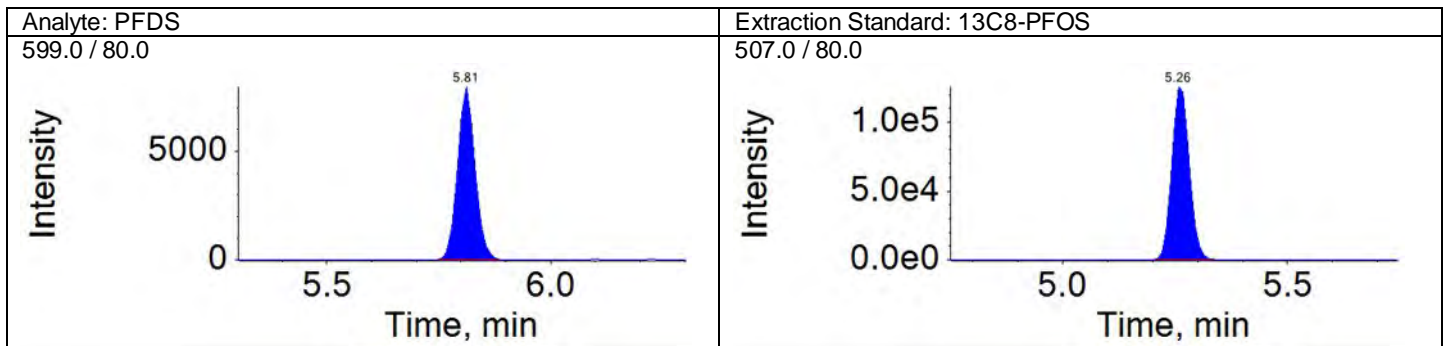 Analyte: PFDS
599.0 / 80.0
5.81
Intensity
5000
0
5.5
6.0
Time, min
Extraction Standard: 13C8-PFOS
507.0 / 80.0
5.26
Intensity
1.0e5
5.0e4
0.0e0
5.0
5.5
Time, min